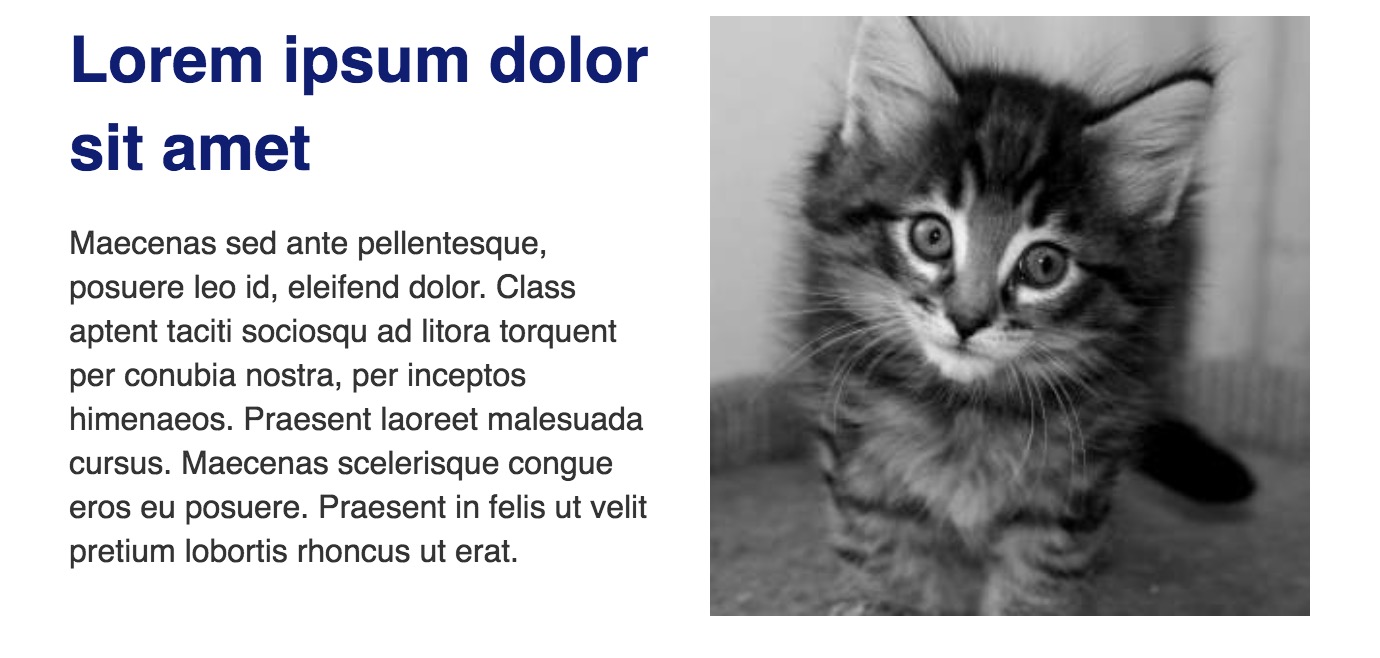 Lorem ipsum dolor
sit amet
Maecenas sed ante pellentesque,
posuere leo id, eleifend dolor. Class
aptent taciti sociosqu ad litora torquent
per conubia nostra, per inceptos
himenaeos. Praesent laoreet malesuada
cursus. Maecenas scelerisque congue
eros eu posuere. Praesent in felis ut velit
pretium lobortis rhoncus ut erat.